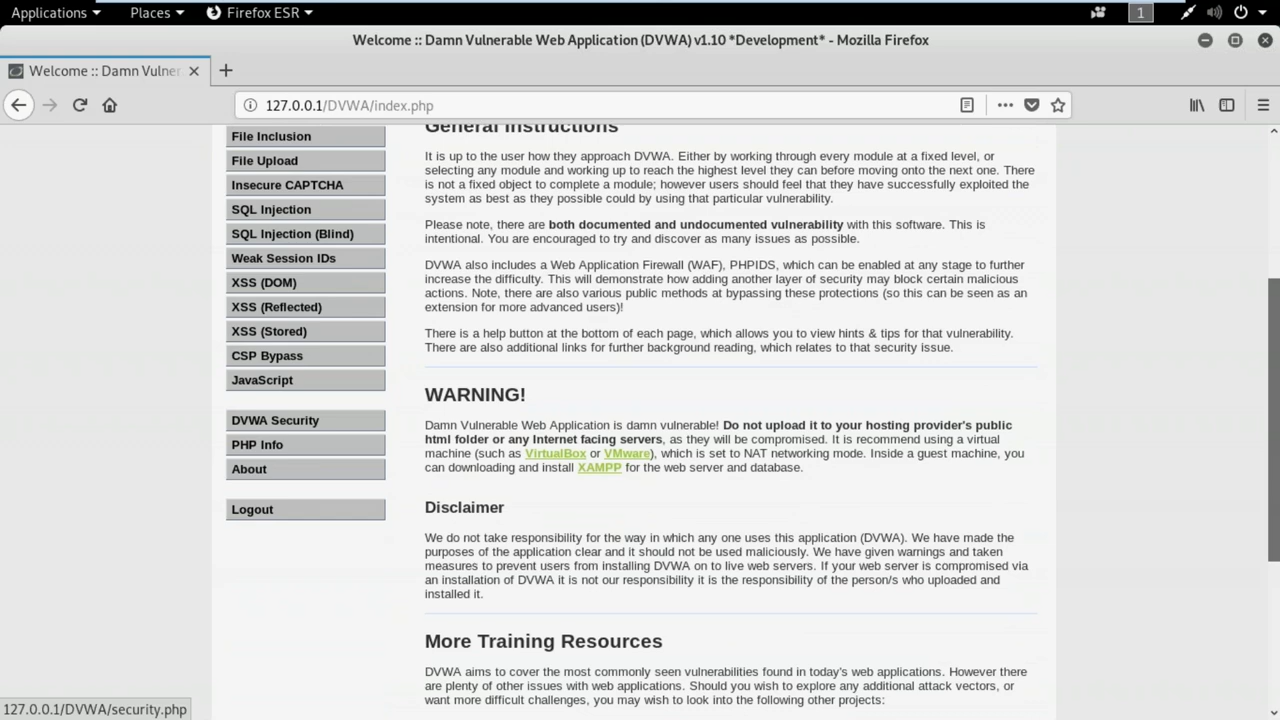 Applications
Places
Firefox ESR
1
Welcome :: Damn Vulnerable Web Application (DVWA) v1.10 *Development* - Mozilla Firefox
Welcome :: Damn Vulner
127.0.0.1/DVWA/index.php
File Inclusion
File Upload
Insecure CAPTCHA
SQL Injection
SQL Injection (Blind)
Weak Session IDs
XSS (DOM)
XSS (Reflected)
XSS (Stored)
CSP Bypass
JavaScript
DVWA Security
PHP Info
About
Logout
General Instructions
It is up to the user how they approach DVWA. Either by working through every module at a fixed level, or
selecting any module and working up to reach the highest level they can before moving onto the next one. There
is not a fixed object to complete a module; however users should feel that they have successfully exploited the
system as best as they possible could by using that particular vulnerability.
Please note, there are both documented and undocumented vulnerability with this software. This is
intentional. You are encouraged to try and discover as many issues as possible.
DVWA also includes a Web Application Firewall (WAF), PHPIDS, which can be enabled at any stage to further
increase the difficulty. This will demonstrate how adding another layer of security may block certain malicious
actions. Note, there are also various public methods at bypassing these protections (so this can be seen as an
extension for more advanced users)!
There is a help button at the bottom of each page, which allows you to view hints & tips for that vulnerability.
There are also additional links for further background reading, which relates to that security issue.
WARNING!
Damn Vulnerable Web Application is damn vulnerable! Do not upload it to your hosting provider's public
html folder or any Internet facing servers, as they will be compromised. It is recommend using a virtual
machine (such as VirtualBox or VMware), which is set to NAT networking mode. Inside a guest machine, you
can downloading and install XAMPP for the web server and database.
Disclaimer
We do not take responsibility for the way in which any one uses this application (DVWA). We have made the
purposes of the application clear and it should not be used maliciously. We have given warnings and taken
measures to prevent users from installing DVWA on to live web servers. If your web server is compromised via
an installation of DVWA it is not our responsibility it is the responsibility of the person/s who uploaded and
installed it.
More Training Resources
DVWA aims to cover the most commonly seen vulnerabilities found in today's web applications. However there
are plenty of other issues with web applications. Should you wish to explore any additional attack vectors, or
want more difficult challenges, you may wish to look into the following other projects:
127.0.0.1/DVWA/security.php